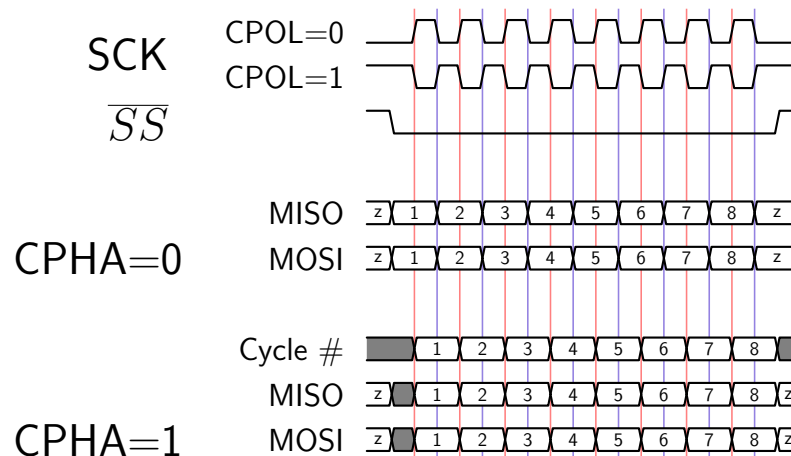 CPOL=0
SCK
CPOL=1
SS
MISO z 1 2 3 4 5 6 7 8 z
CPHA=0 MOSI z 1 2 3 4 5 6 7 8 z
Cycle # 1 2 3 4 5 6 7 8
MISO z 1 2 3 4 5 6 7 8 z
CPHA=1 MOSI z 1 2 3 4 5 6 7 8 z